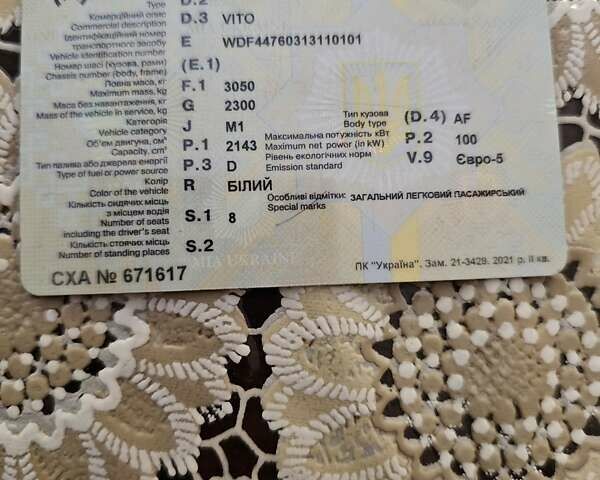 Type D.2
Комерційний опис D.3 VITO
Commercial description
Ідентифікаційний номер
транспортного засобу E WDF44760313110101
Vehicle identification number
Номер шасі (кузова, рами) (E.1)
Chassis number (body, frame)
Повна маса, кг F.1 3050
Maximum mass, kg
Маса без навантаження, кг G 2300
Mass of the vehicle in service, kg
Категорія J M1
Vehicle category
Об'єм двигуна, см³ P.1 2143
Capacity, cm³
Тип палива або джерела енергії P.3 D
Type of fuel or power source
Колір R БІЛИЙ
Color of the vehicle
Кількість сидячих місць
з місцем водія S.1 8
Number of seats
including the driver's seat
Кількість стоячих місць S.2
Number of standing places
Тип кузова (D.4) AF
Body type
Максимальна потужність кВт P.2 100
Maximum net power (in kW)
Рівень екологічних норм V.9 Євро-5
Emission standard
Особливі відмітки: ЗАГАЛЬНИЙ ЛЕГКОВИЙ ПАСАЖИРСЬКИЙ
Special marks
MIA UKRAINE
СХА № 671617
ПК "Україна". Зам. 21-3429. 2021 р. ІІ кв.